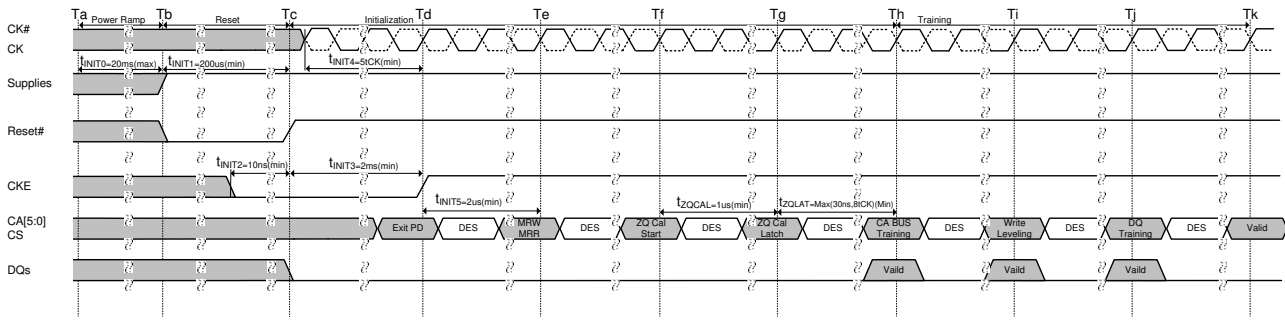 Ta Tb Tc Td Te Tf Tg Th Ti Tj Tk
Power Ramp Reset Initialization Training
CK#
CK
tINIT0=20ms(max) tINIT1=200us(min) tINIT4=5tCK(min)
Supplies
Reset#
tINIT2=10ns(min) tINIT3=2ms(min)
CKE
tINIT5=2us(min) tZQCAL=1us(min) tZQLAT=Max(30ns,8tCK)(Min)
CA[5:0]
CS
Exit PD DES MRW MRR DES ZQ Cal Start DES ZQ Cal Latch DES CA BUS Training DES Write Leveling DES DQ Training DES Valid
DQs
Vaild Vaild Vaild